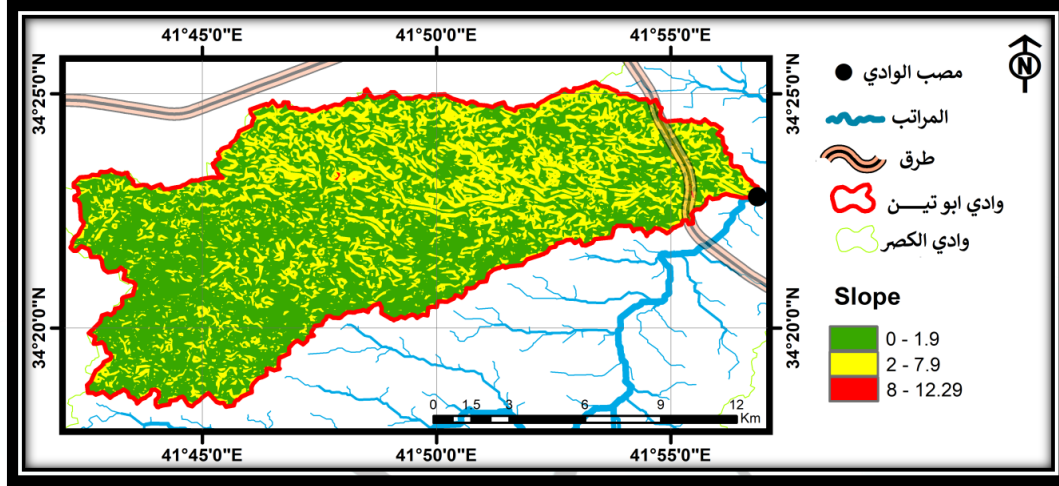 41°45'0"E
41°50'0"E
41°55'0"E
34°25'0"N
34°25'0"N
34°20'0"N
34°20'0"N
0 1.5 3 6 9 12
Km
41°45'0"E
41°50'0"E
41°55'0"E
N
مصب الوادي
المراتب
طرق
وادي ابو تيـــن
وادي الكصر
Slope
0 - 1.9
2 - 7.9
8 - 12.29